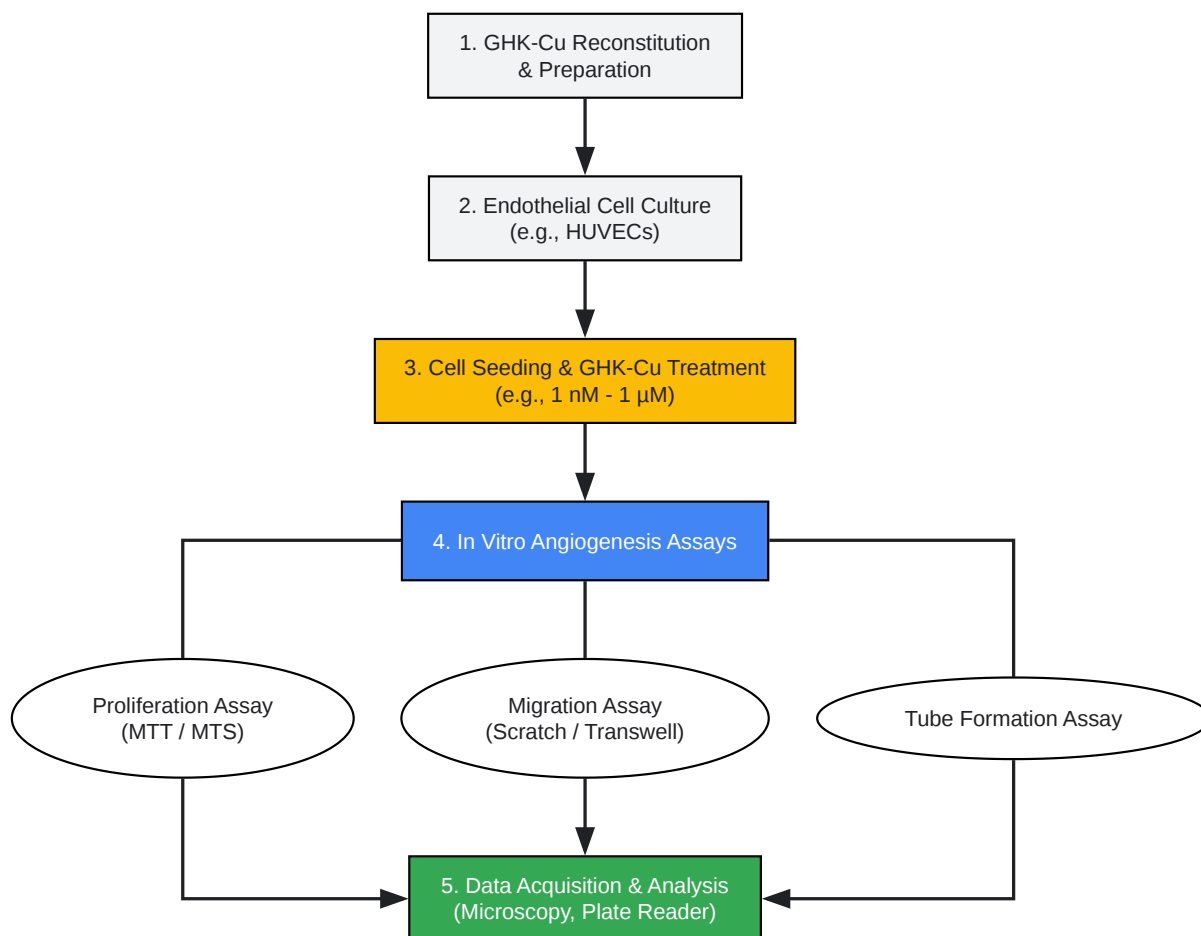 1. GHK-Cu Reconstitution
& Preparation
2. Endothelial Cell Culture
(e.g., HUVECs)
3. Cell Seeding & GHK-Cu Treatment
(e.g., 1 nM - 1 µM)
4. In Vitro Angiogenesis Assays
Proliferation Assay
(MTT / MTS)
Migration Assay
(Scratch / Transwell)
Tube Formation Assay
5. Data Acquisition & Analysis
(Microscopy, Plate Reader)